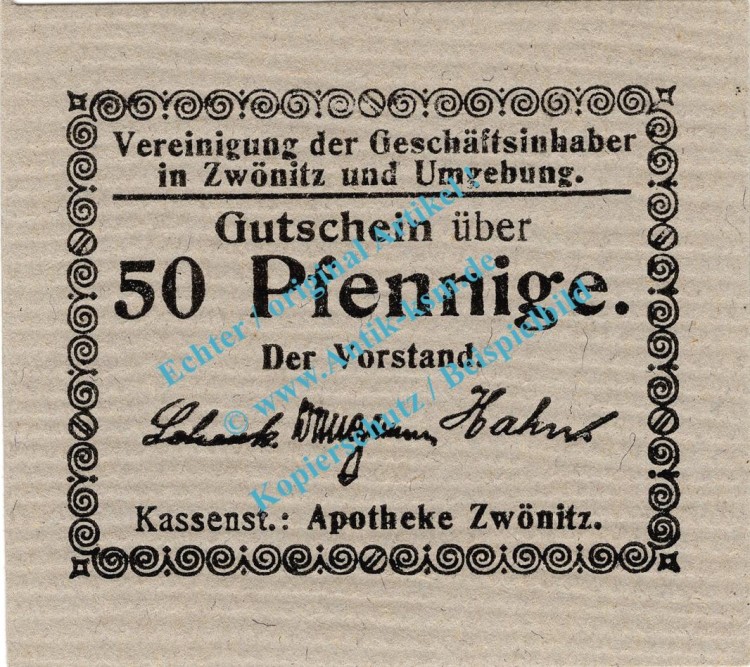 Vereinigung der Geschäftsinhaber
in Zwönitz und Umgebung.
Gutschein über
50 Pfennige.
Der Vorstand.
Kassenst.: Apotheke Zwönitz.
Echter / original Artikel :
© www.Antik-ksm.de
Kopierschutz / Beispielbild